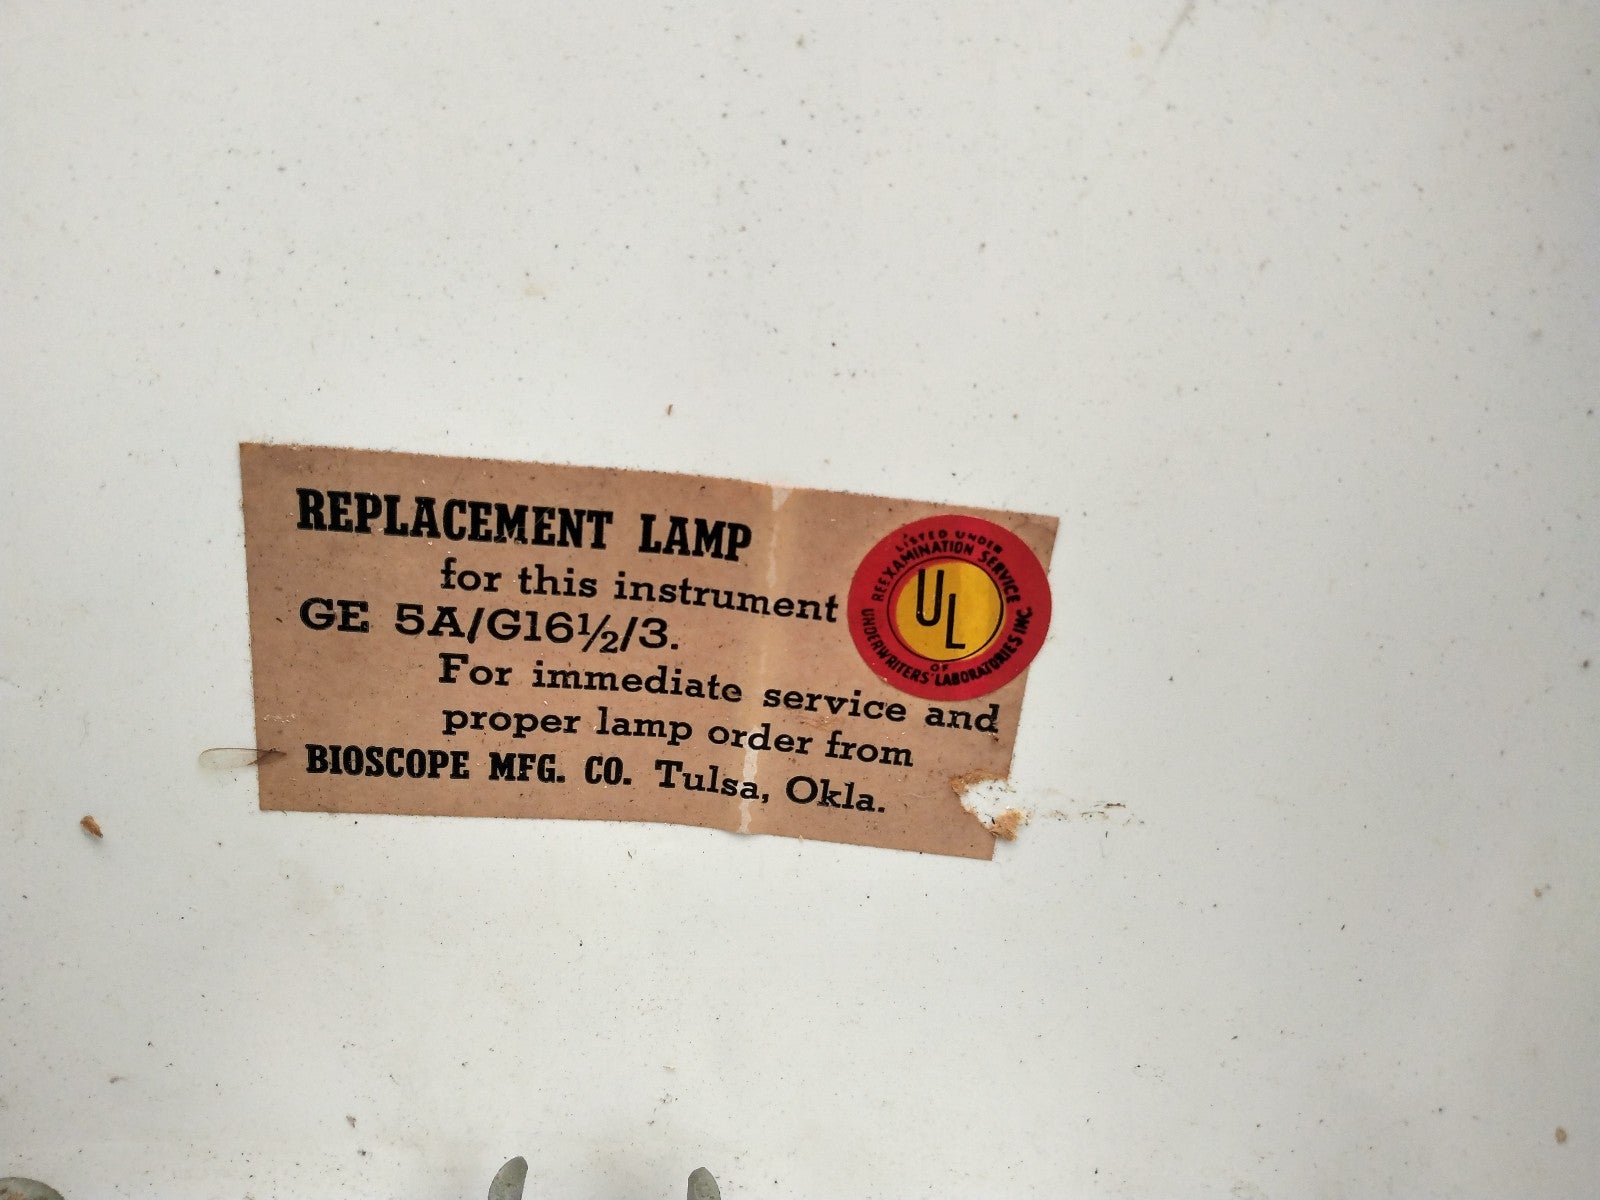 REPLACEMENT LAMP
for this instrument
GE 5A/G16½/3.
For immediate service and
proper lamp order from
BIOSCOPE MFG. CO. Tulsa, Okla.
LISTED UNDER
REEXAMINATION SERVICE
UL
OF
UNDERWRITERS' LABORATORIES INC.